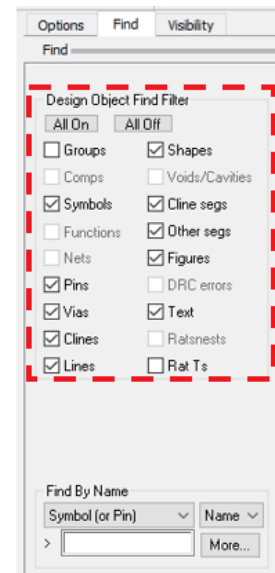 Options Find Visibility
Find
Design Object Find Filter
All On All Off
Groups Shapes
Comps Voids/Cavities
Symbols Cline segs
Functions Other segs
Nets Figures
Pins DRC errors
Vias Text
Clines Ratsnests
Lines Rat Ts
Find By Name
Symbol (or Pin) Name
> More...